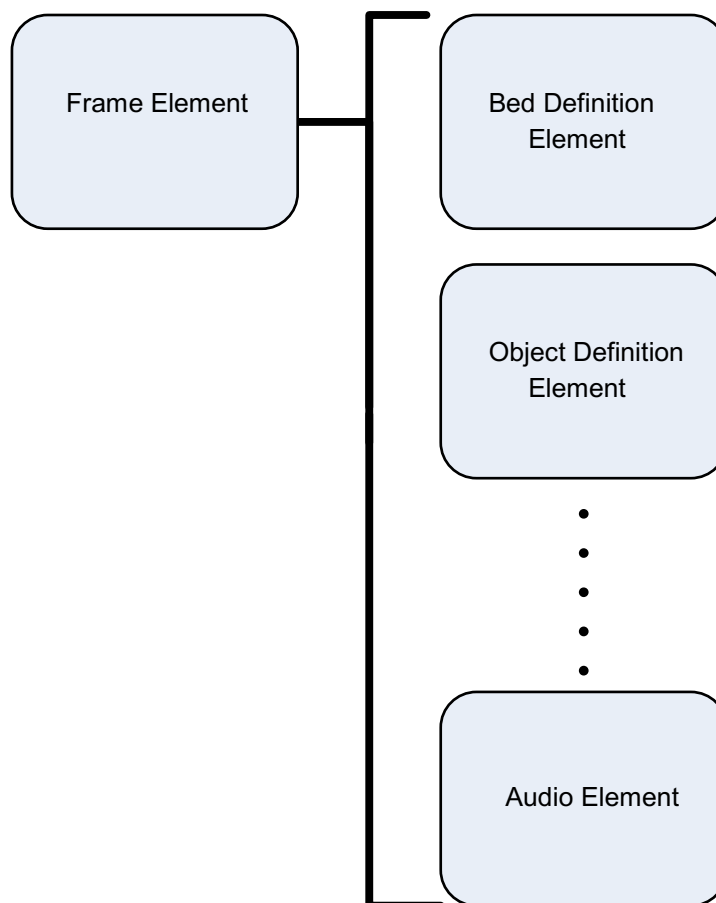 Frame Element
Bed Definition
Element
Object Definition
Element
Audio Element